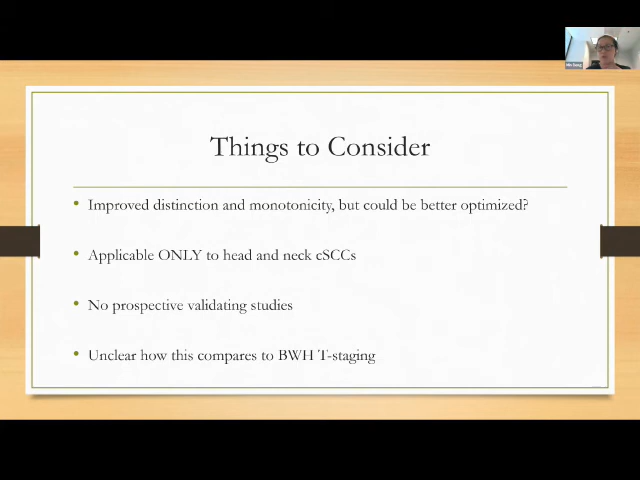 Things to Consider
• Improved distinction and monotonicity, but could be better optimized?
• Applicable ONLY to head and neck cSCCs
• No prospective validating studies
• Unclear how this compares to BWH T-staging